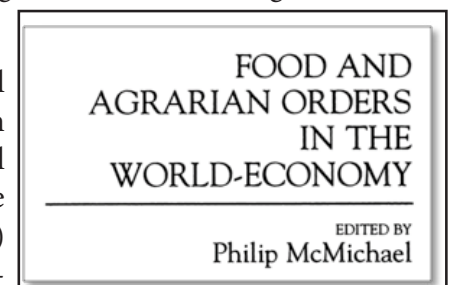 FOOD AND
AGRARIAN ORDERS
IN THE
WORLD-ECONOMY
EDITED BY
Philip McMichael